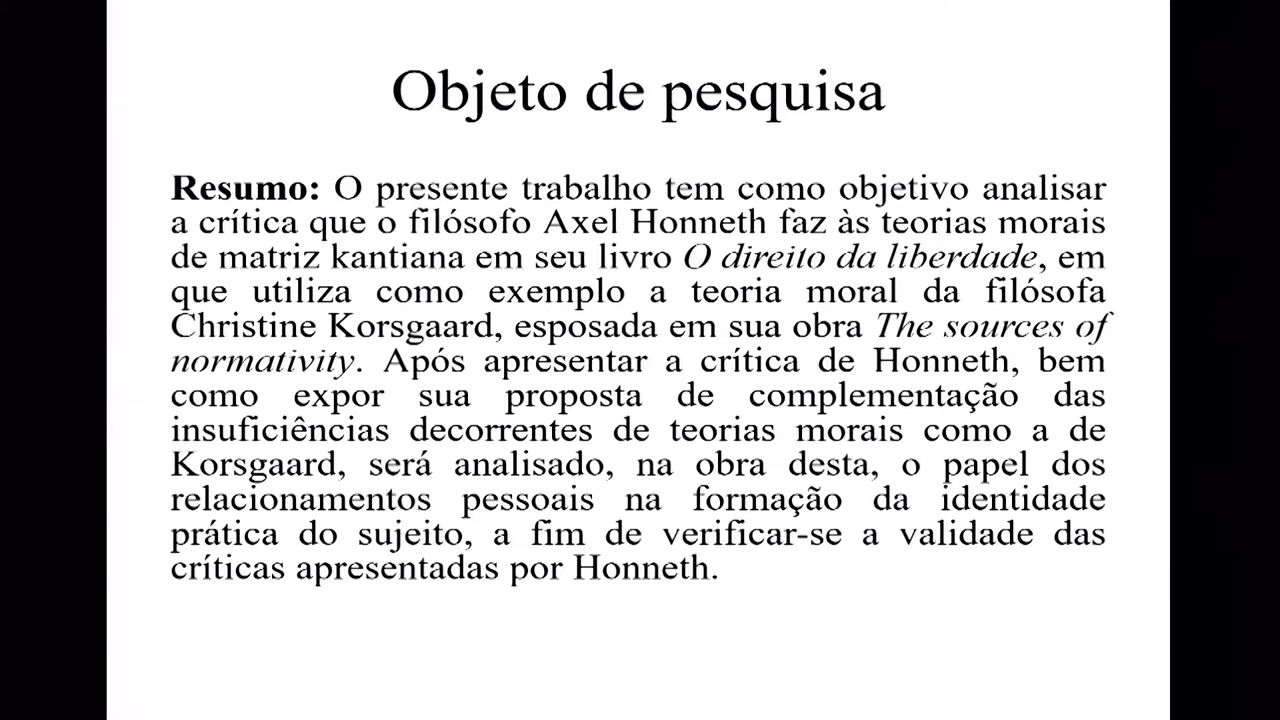 Objeto de pesquisa
Resumo: O presente trabalho tem como objetivo analisar
a crítica que o filósofo Axel Honneth faz às teorias morais
de matriz kantiana em seu livro O direito da liberdade, em
que utiliza como exemplo a teoria moral da filósofa
Christine Korsgaard, esposada em sua obra The sources of
normativity. Após apresentar a crítica de Honneth, bem
como expor sua proposta de complementação das
insuficiências decorrentes de teorias morais como a de
Korsgaard, será analisado, na obra desta, o papel dos
relacionamentos pessoais na formação da identidade
prática do sujeito, a fim de verificar-se a validade das
críticas apresentadas por Honneth.